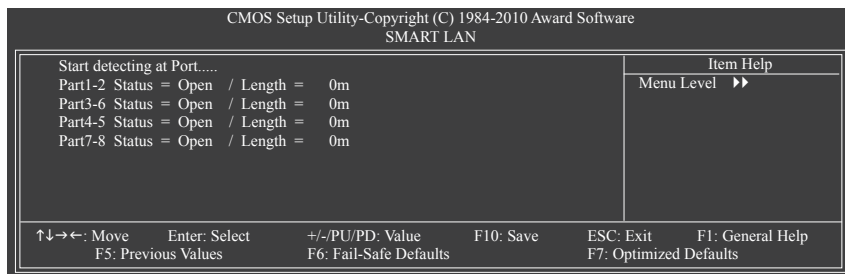 CMOS Setup Utility-Copyright (C) 1984-2010 Award Software
SMART LAN
Start detecting at Port.....
Part1-2 Status = Open / Length = 0m
Part3-6 Status = Open / Length = 0m
Part4-5 Status = Open / Length = 0m
Part7-8 Status = Open / Length = 0m
Item Help
Menu Level ▶▶
↑↓→←: Move Enter: Select +/-/PU/PD: Value F10: Save ESC: Exit F1: General Help
F5: Previous Values F6: Fail-Safe Defaults F7: Optimized Defaults